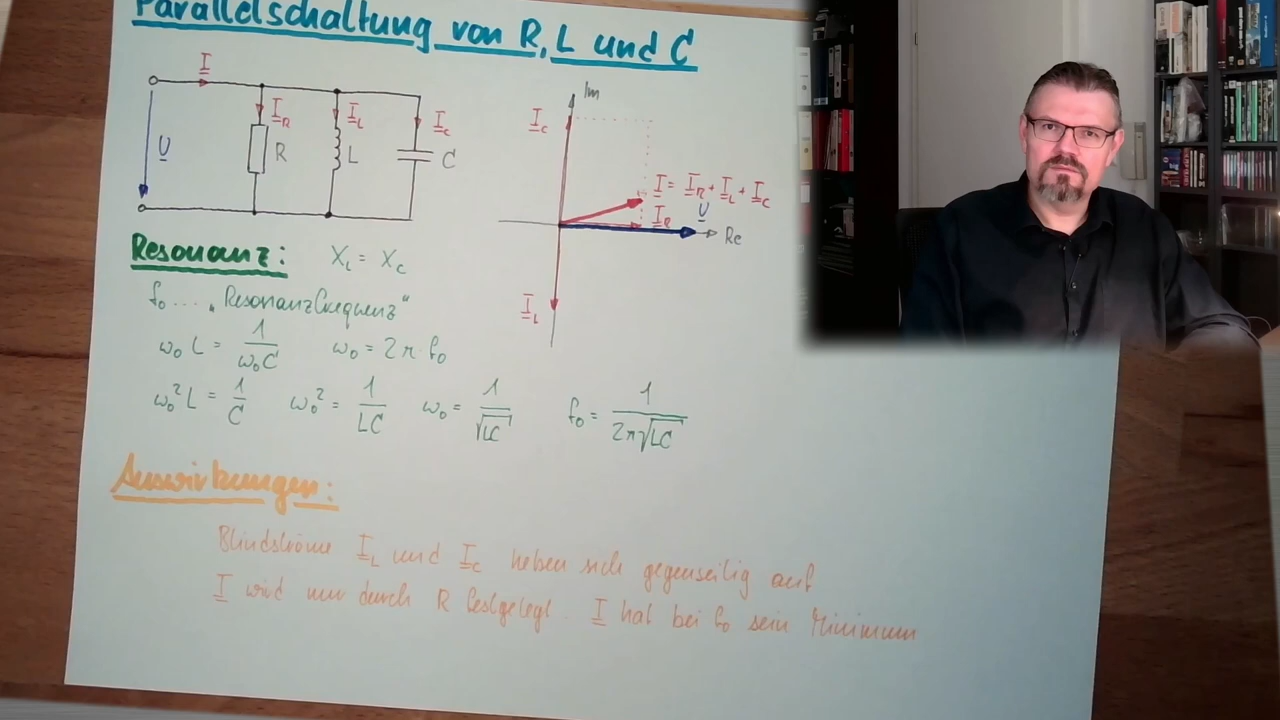 Parallelschaltung von R, L und C
I
I_R I_L I_C
U R L C
Im
I_C
I = I_R + I_L + I_C
I_R U Re
I_L
Resonanz: X_L = X_C
f₀ .... „Resonanzfrequenz“
ω₀ L = 1/(ω₀C) ω₀ = 2π · f₀
ω₀² L = 1/C ω₀² = 1/(LC) ω₀ = 1/√(LC) f₀ = 1/(2π√(LC))
Auswirkungen:
Blindströme I_L und I_C heben sich gegenseitig auf
I wird nur durch R festgelegt. I hat bei f₀ sein Minimum